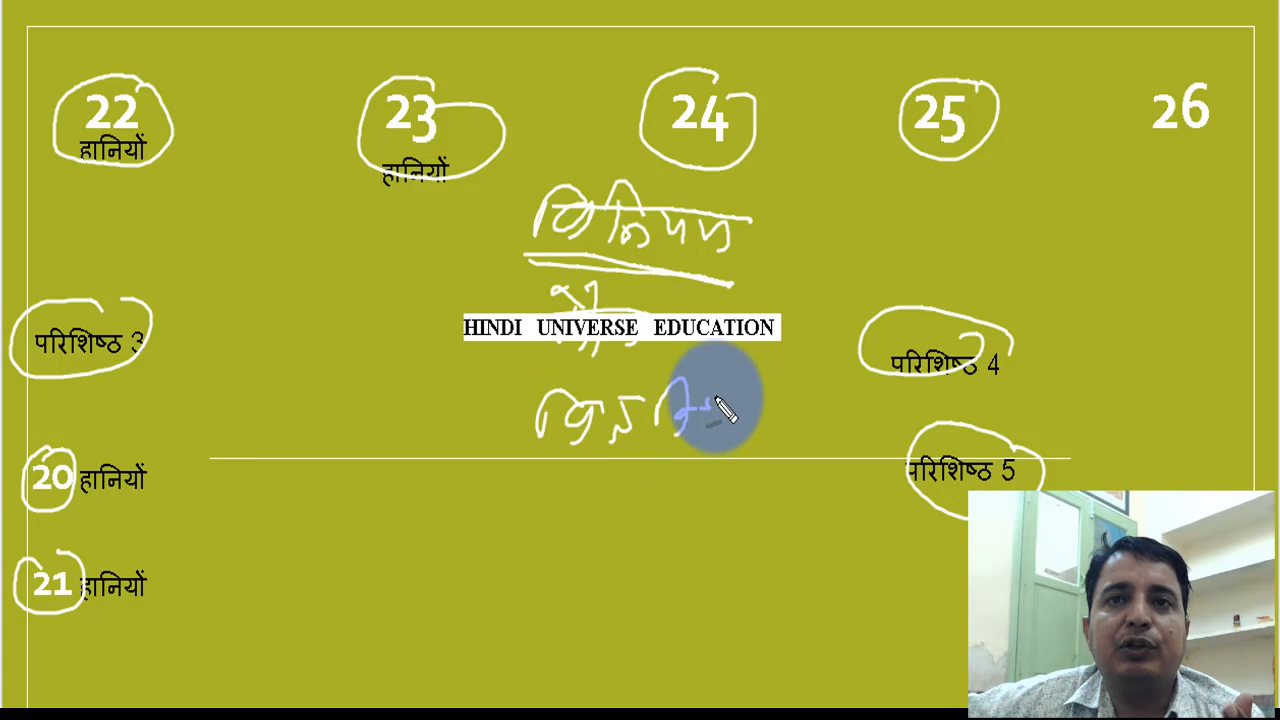 22 23 24 25 26
हानियों
हानियों
परिशिष्ठ 3
HINDI UNIVERSE EDUCATION
परिशिष्ठ 4
20 हानियों
परिशिष्ठ 5
21 हानियों